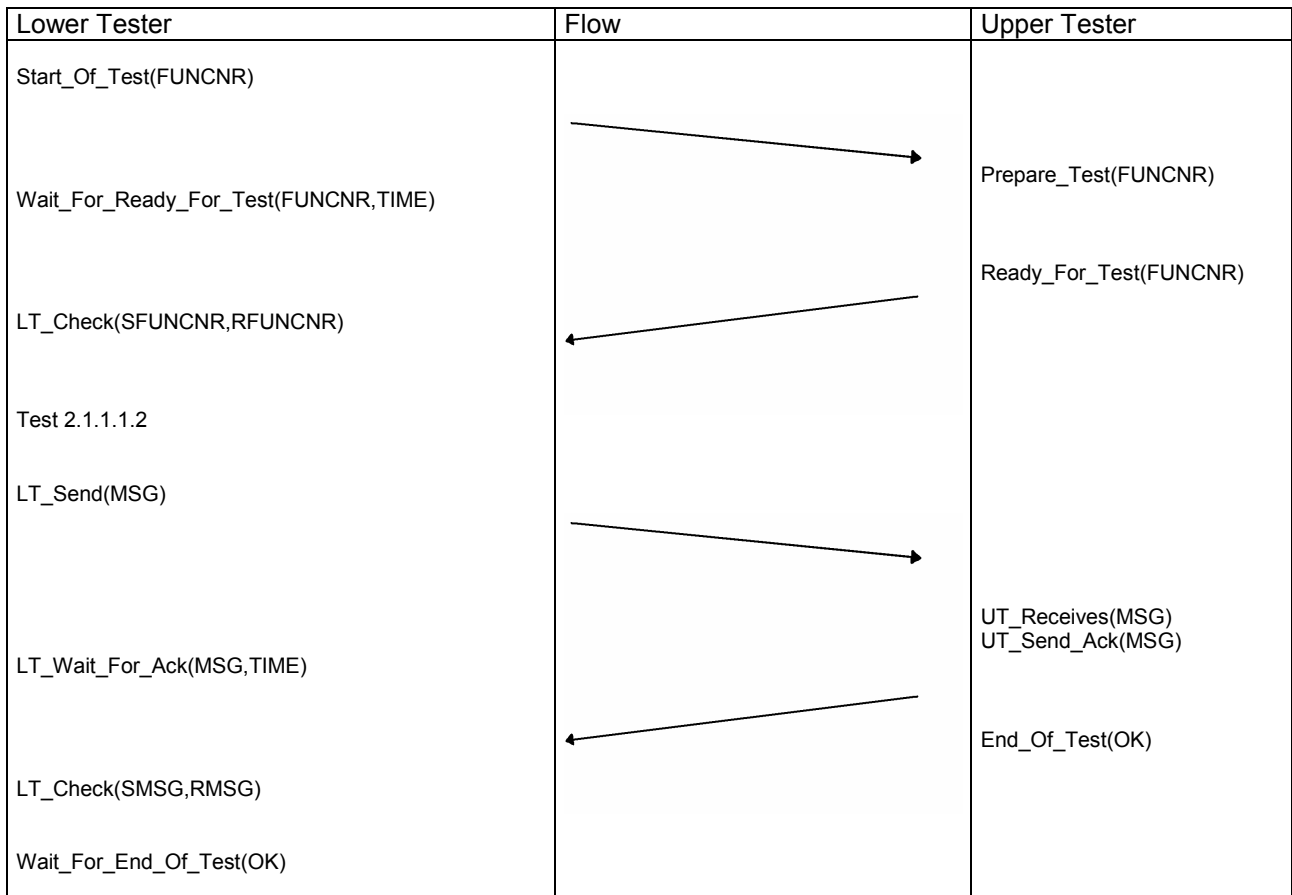 Lower Tester
Flow
Upper Tester
Start_Of_Test(FUNCNR)
Prepare_Test(FUNCNR)
Wait_For_Ready_For_Test(FUNCNR,TIME)
Ready_For_Test(FUNCNR)
LT_Check(SFUNCNR,RFUNCNR)
Test 2.1.1.1.2
LT_Send(MSG)
UT_Receives(MSG)
UT_Send_Ack(MSG)
LT_Wait_For_Ack(MSG,TIME)
End_Of_Test(OK)
LT_Check(SMSG,RMSG)
Wait_For_End_Of_Test(OK)